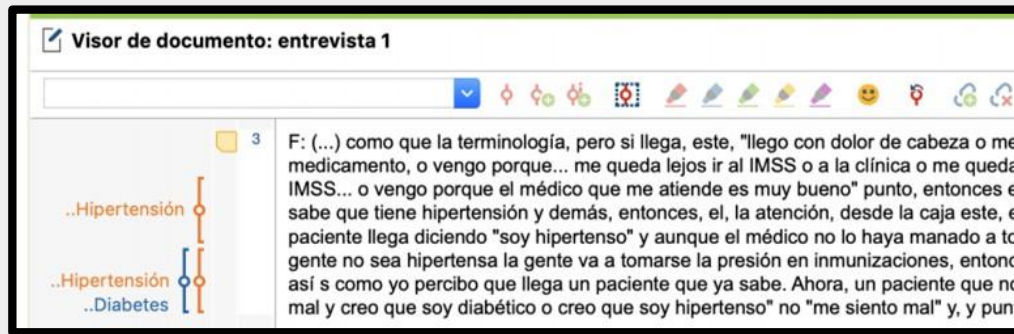 Visor de documento: entrevista 1
3
F: (...) como que la terminología, pero si llega, este, "llego con dolor de cabeza o me
medicamento, o vengo porque... me queda lejos ir al IMSS o a la clínica o me queda
IMSS... o vengo porque el médico que me atiende es muy bueno" punto, entonces e
..Hipertensión
sabe que tiene hipertensión y demás, entonces, el, la atención, desde la caja este, e
paciente llega diciendo "soy hipertenso" y aunque el médico no lo haya manado a to
..Hipertensión
gente no sea hipertensa la gente va a tomarse la presión en inmunizaciones, entonc
así s como yo percibo que llega un paciente que ya sabe. Ahora, un paciente que no
..Diabetes
mal y creo que soy diabético o creo que soy hipertenso" no "me siento mal" y, y pun